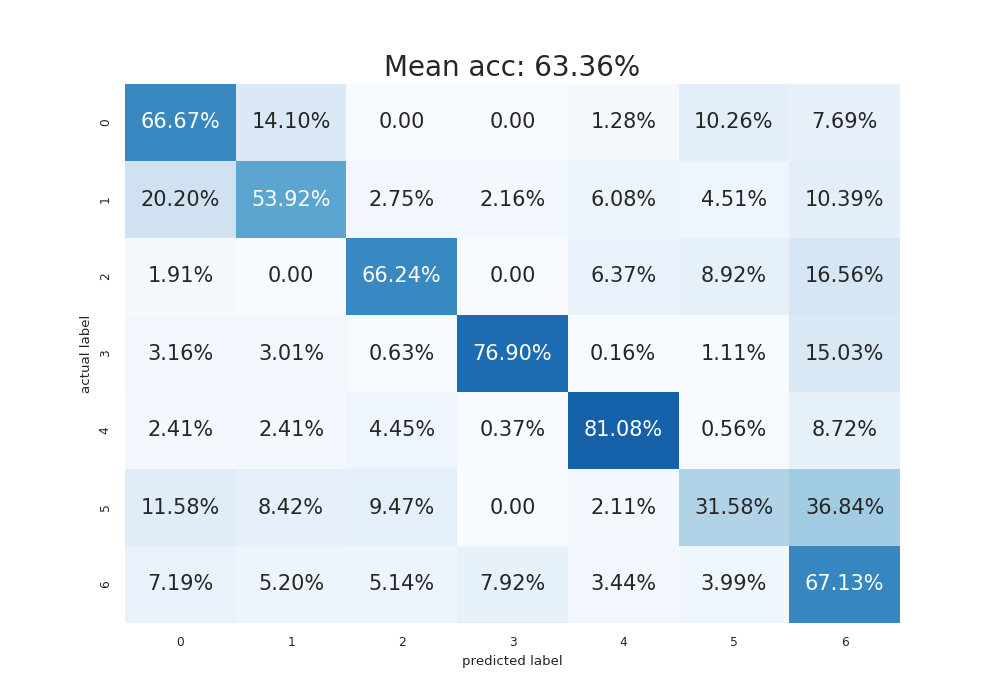 Mean acc: 63.36%
0 66.67% 14.10% 0.00 0.00 1.28% 10.26% 7.69%
1 20.20% 53.92% 2.75% 2.16% 6.08% 4.51% 10.39%
2 1.91% 0.00 66.24% 0.00 6.37% 8.92% 16.56%
actual label
3 3.16% 3.01% 0.63% 76.90% 0.16% 1.11% 15.03%
4 2.41% 2.41% 4.45% 0.37% 81.08% 0.56% 8.72%
5 11.58% 8.42% 9.47% 0.00 2.11% 31.58% 36.84%
6 7.19% 5.20% 5.14% 7.92% 3.44% 3.99% 67.13%
0 1 2 3 4 5 6
predicted label